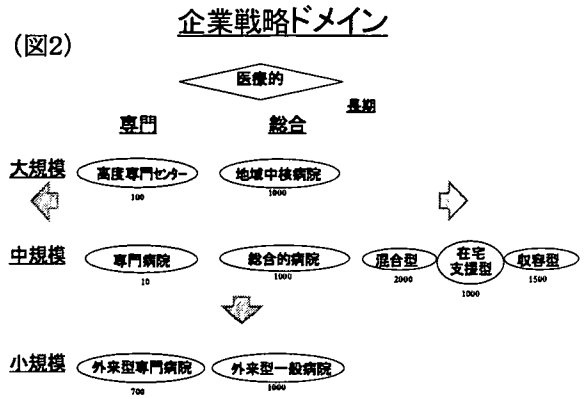 企業戦略ドメイン
(図2)
医療的
長期
専門 総合
大規模 高度専門センター 地域中検病院
100 1000
中規模 専門病院 総合的病院 混合型 在宅支援型 収容型
10 1000 2000 1000 1500
小規模 外来型専門病院 外来型一般病院
700 1000